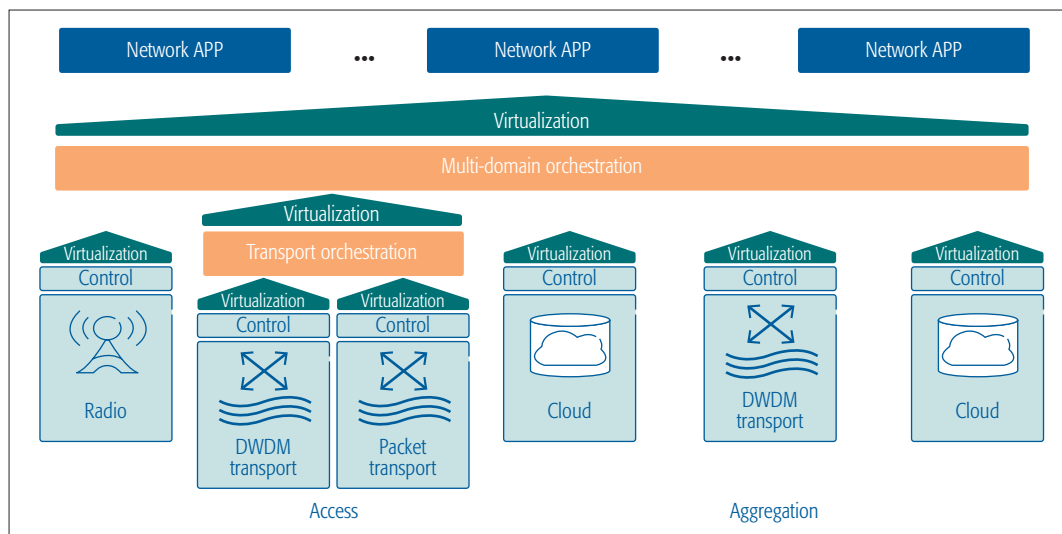 Network APP ... Network APP ... Network APP
Virtualization
Multi-domain orchestration
Virtualization
Transport orchestration
Virtualization
Control
Radio
Virtualization
Control
DWDM
transport
Virtualization
Control
Packet
transport
Virtualization
Control
Cloud
Virtualization
Control
DWDM
transport
Virtualization
Control
Cloud
Access
Aggregation